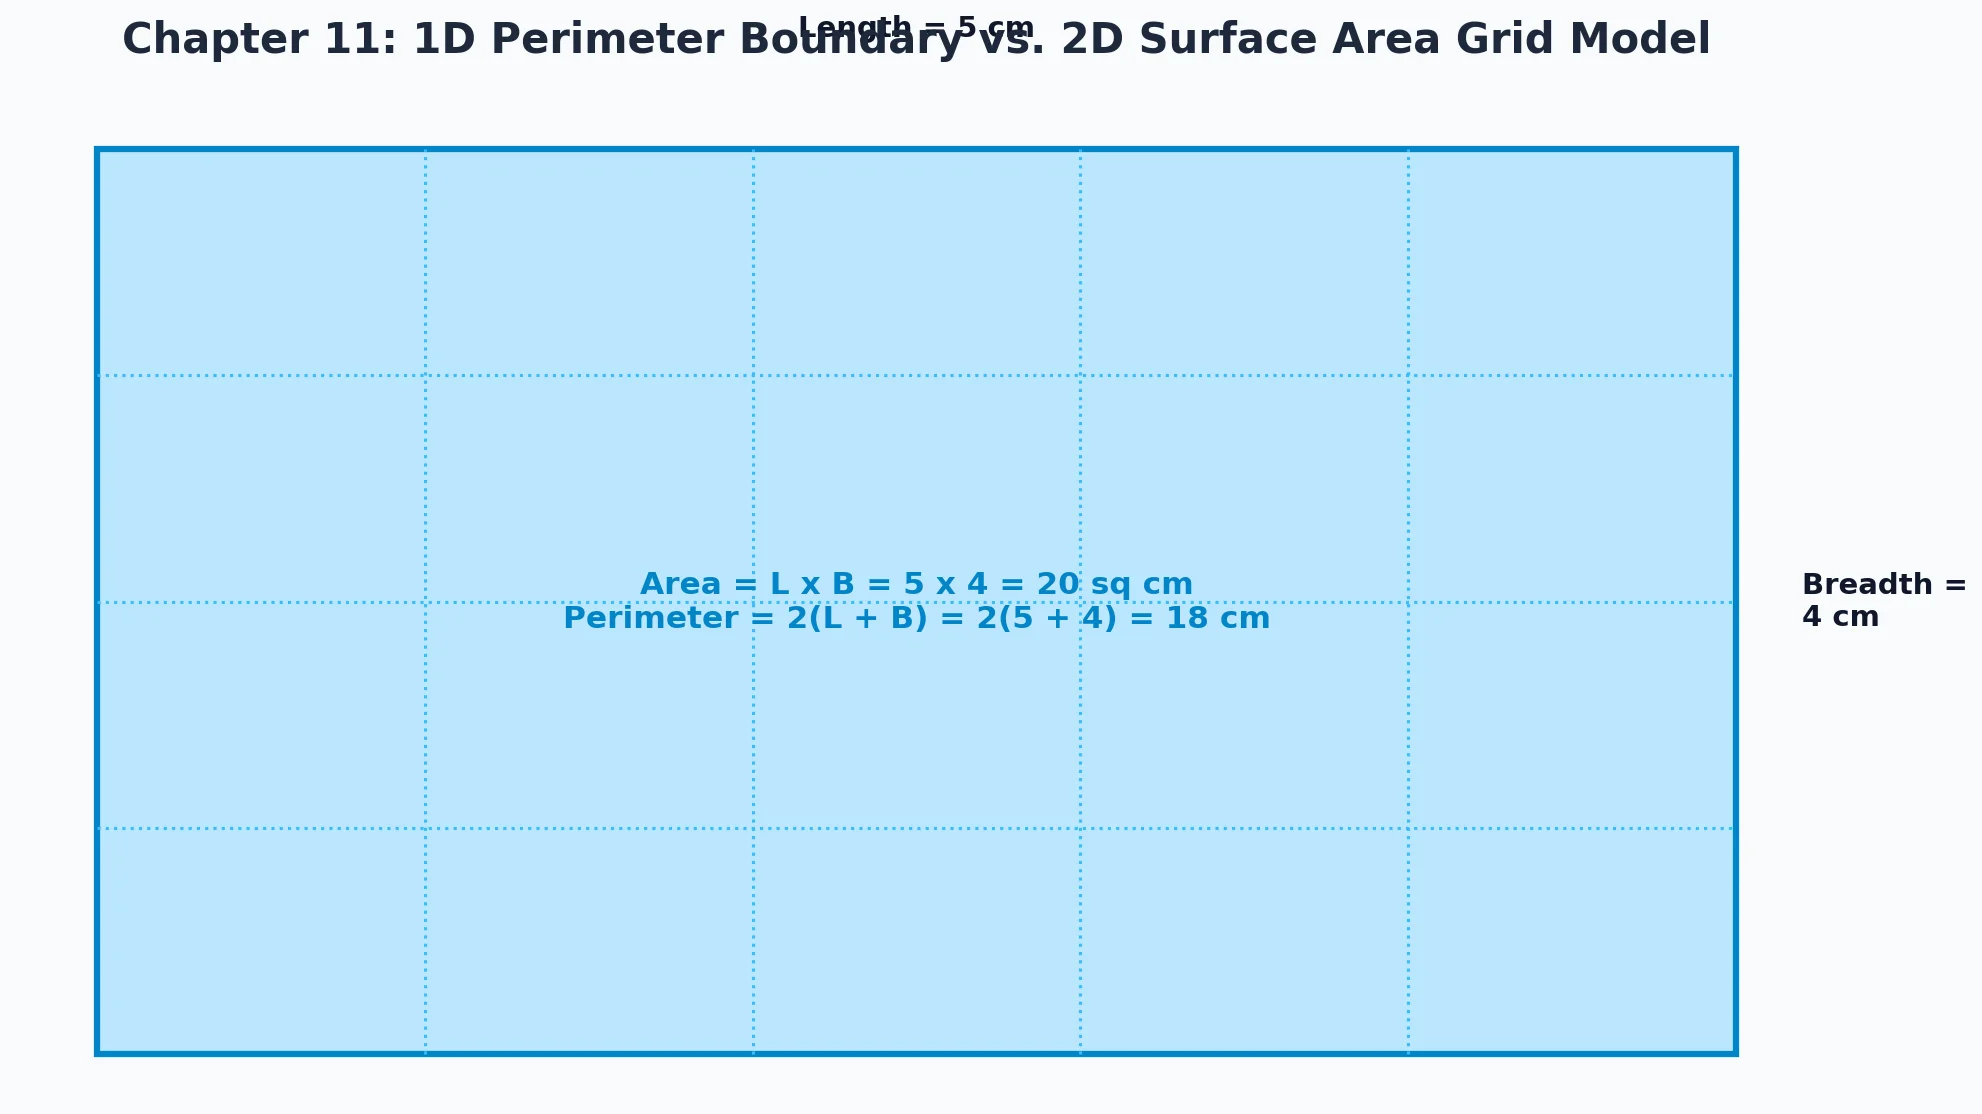 Length = 5 cm
Chapter 11: 1D Perimeter Boundary vs. 2D Surface Area Grid Model
Area = L x B = 5 x 4 = 20 sq cm
Perimeter = 2(L + B) = 2(5 + 4) = 18 cm
Breadth =
4 cm